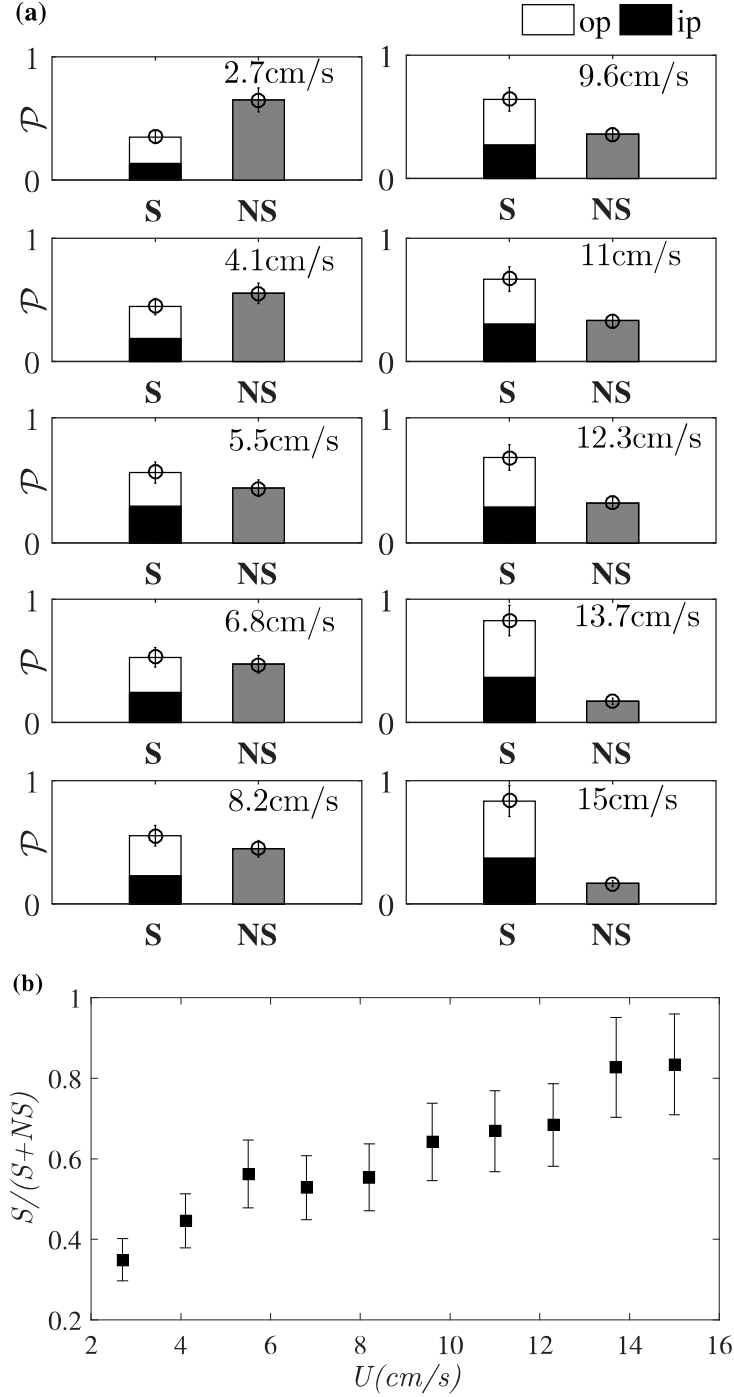 (a)
op ip
1 2.7cm/s
𝒫
0
S NS
1 9.6cm/s
0
S NS
1 4.1cm/s
𝒫
0
S NS
1 11cm/s
0
S NS
1 5.5cm/s
𝒫
0
S NS
1 12.3cm/s
0
S NS
1 6.8cm/s
𝒫
0
S NS
1 13.7cm/s
0
S NS
1 8.2cm/s
𝒫
0
S NS
1 15cm/s
0
S NS
(b)
1
0.8
0.6
0.4
0.2
S/(S+NS)
2 4 6 8 10 12 14 16
U(cm/s)